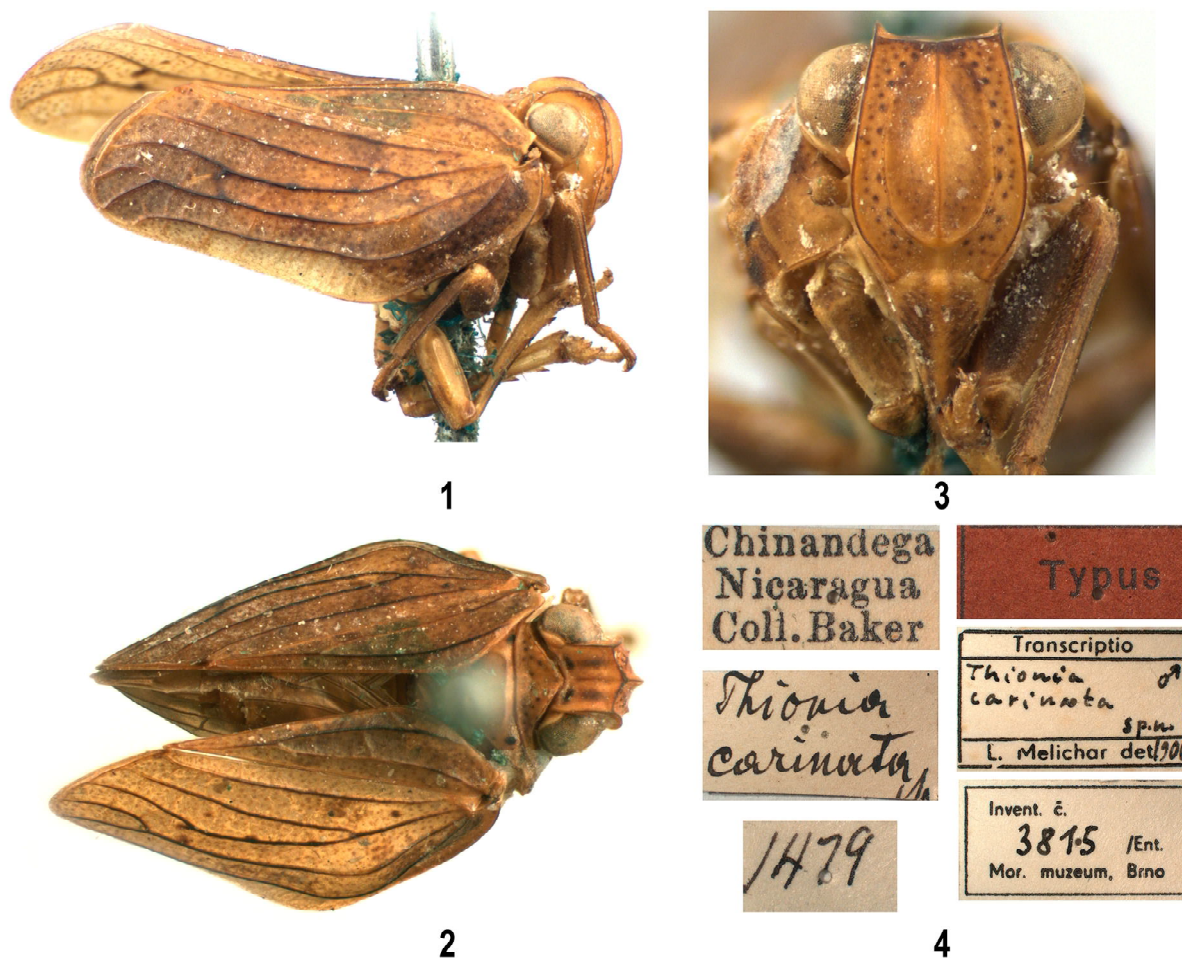 1
3
2
Chinandega
Nicaragua
Coll. Baker
Typus
Thionia
carinata
1479
Transcriptio
Thionia ♂
carinata
sp.n.
L. Melichar det.
Invent. č.
3815 /Ent.
Mor. muzeum, Brno
4